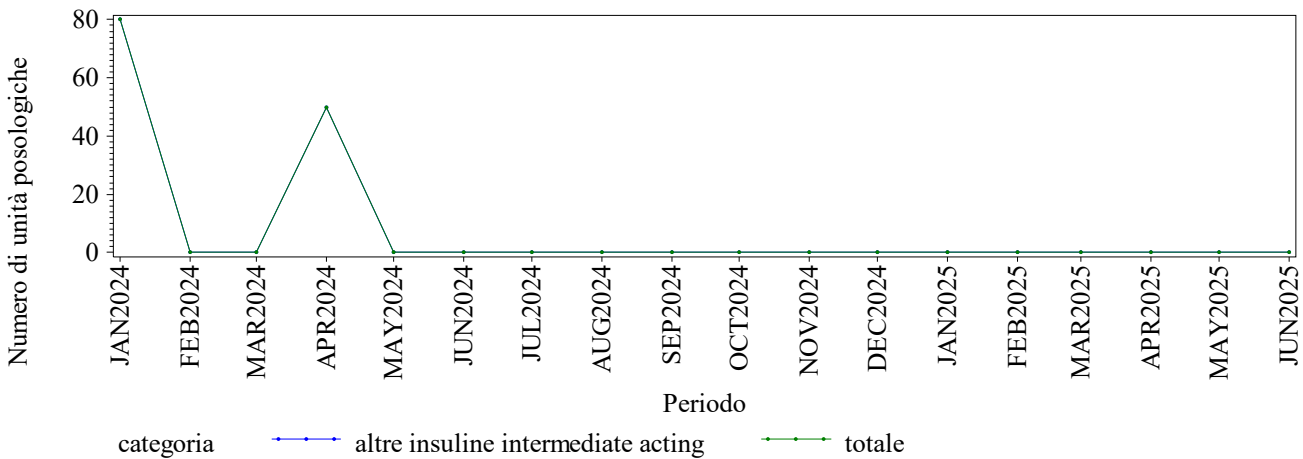 Numero di unità posologiche
80
60
40
20
0
JAN2024
FEB2024
MAR2024
APR2024
MAY2024
JUN2024
JUL2024
AUG2024
SEP2024
OCT2024
NOV2024
DEC2024
JAN2025
FEB2025
MAR2025
APR2025
MAY2025
JUN2025
Periodo
categoria altre insuline intermediate acting totale